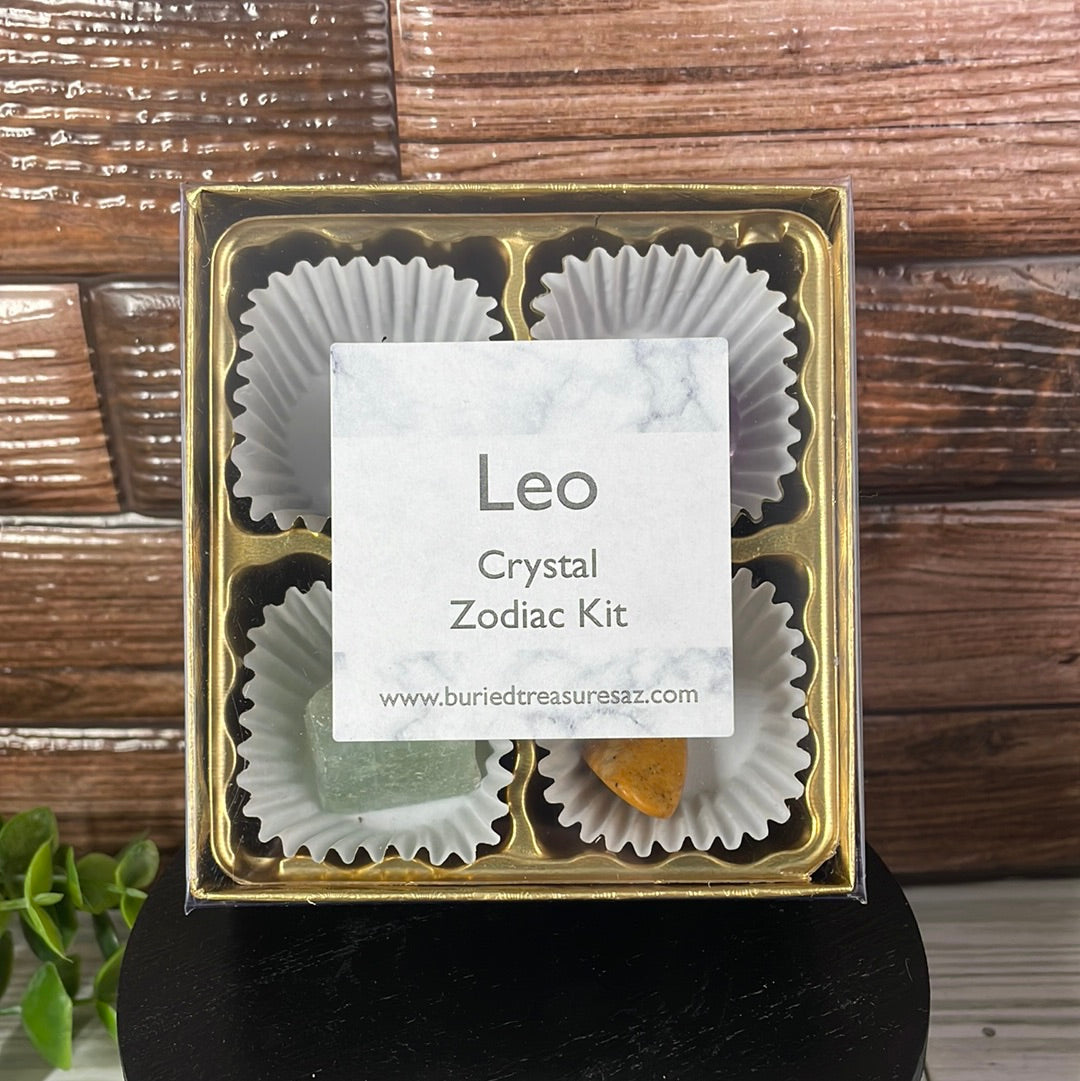 Leo
Crystal
Zodiac Kit
www.buriedtreasuresaz.com